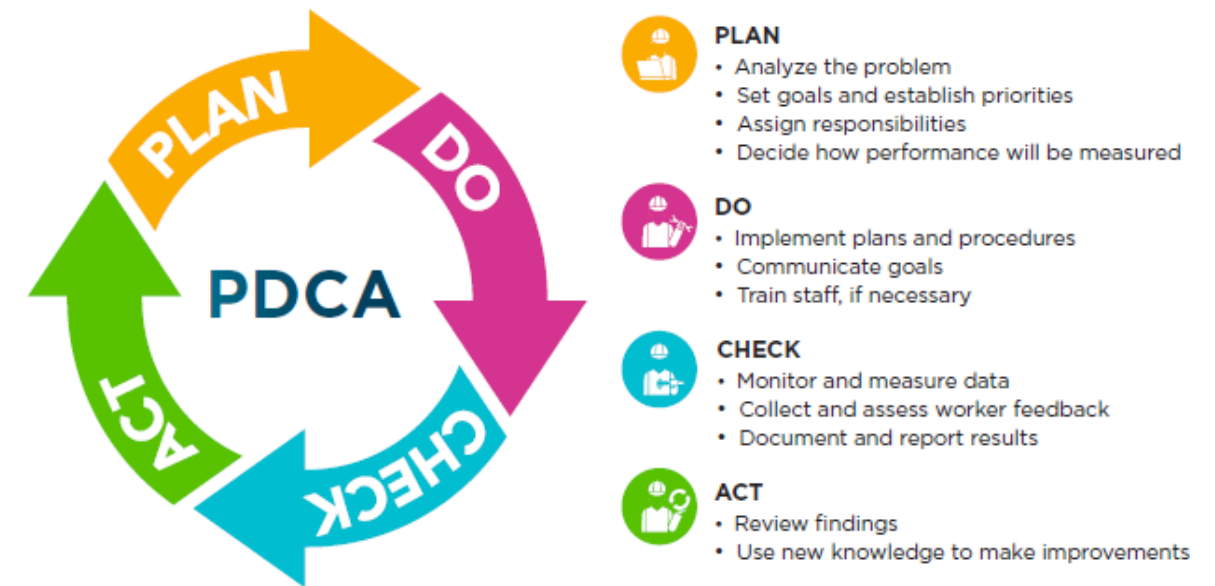 PLAN
DO
CHECK
ACT
PDCA
PLAN
• Analyze the problem
• Set goals and establish priorities
• Assign responsibilities
• Decide how performance will be measured
DO
• Implement plans and procedures
• Communicate goals
• Train staff, if necessary
CHECK
• Monitor and measure data
• Collect and assess worker feedback
• Document and report results
ACT
• Review findings
• Use new knowledge to make improvements